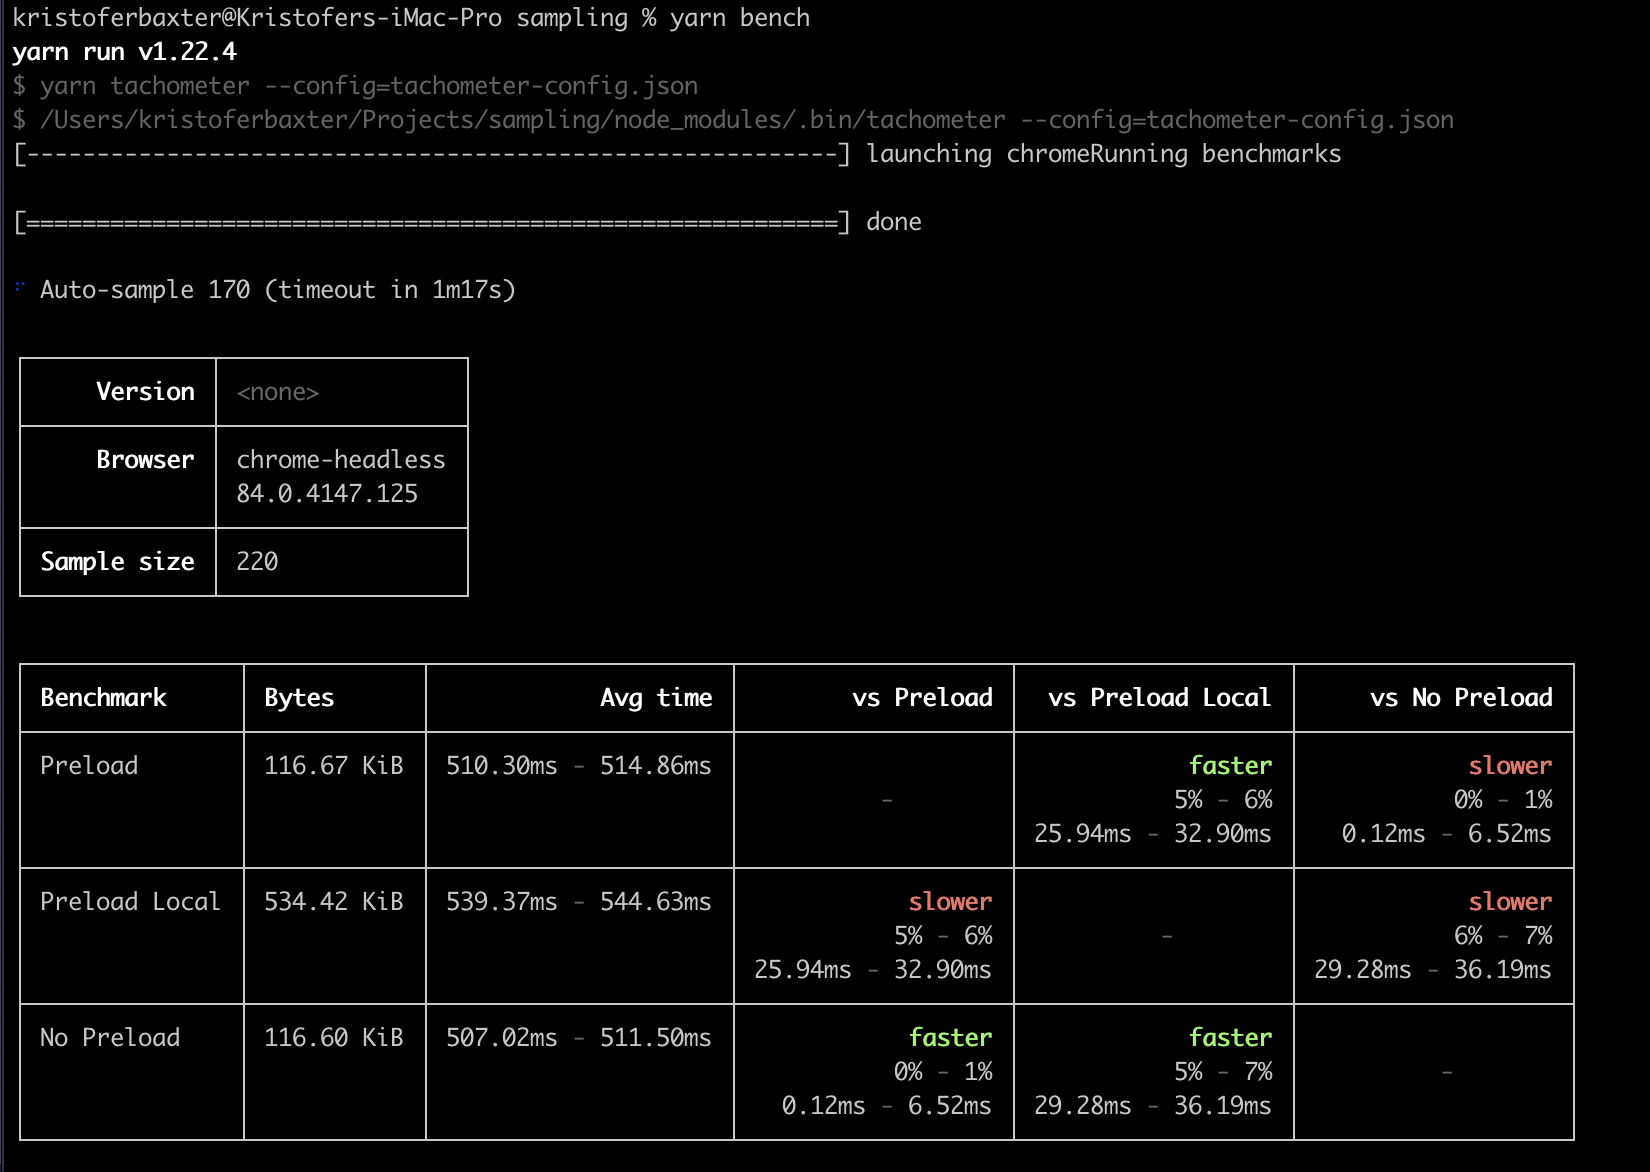 kristoferbaxter@Kristofers-iMac-Pro sampling % yarn bench
yarn run v1.22.4
$ yarn tachometer --config=tachometer-config.json
$ /Users/kristoferbaxter/Projects/sampling/node_modules/.bin/tachometer --config=tachometer-config.json
[----------------------------------------------------------] launching chromeRunning benchmarks
[==========================================================] done
⠋ Auto-sample 170 (timeout in 1m17s)
Version <none>
Browser chrome-headless
84.0.4147.125
Sample size 220
Benchmark Bytes Avg time vs Preload vs Preload Local vs No Preload
Preload 116.67 KiB 510.30ms - 514.86ms faster slower
- 5% - 6% 0% - 1%
25.94ms - 32.90ms 0.12ms - 6.52ms
Preload Local 534.42 KiB 539.37ms - 544.63ms slower slower
5% - 6% - 6% - 7%
25.94ms - 32.90ms 29.28ms - 36.19ms
No Preload 116.60 KiB 507.02ms - 511.50ms faster faster
0% - 1% 5% - 7% -
0.12ms - 6.52ms 29.28ms - 36.19ms